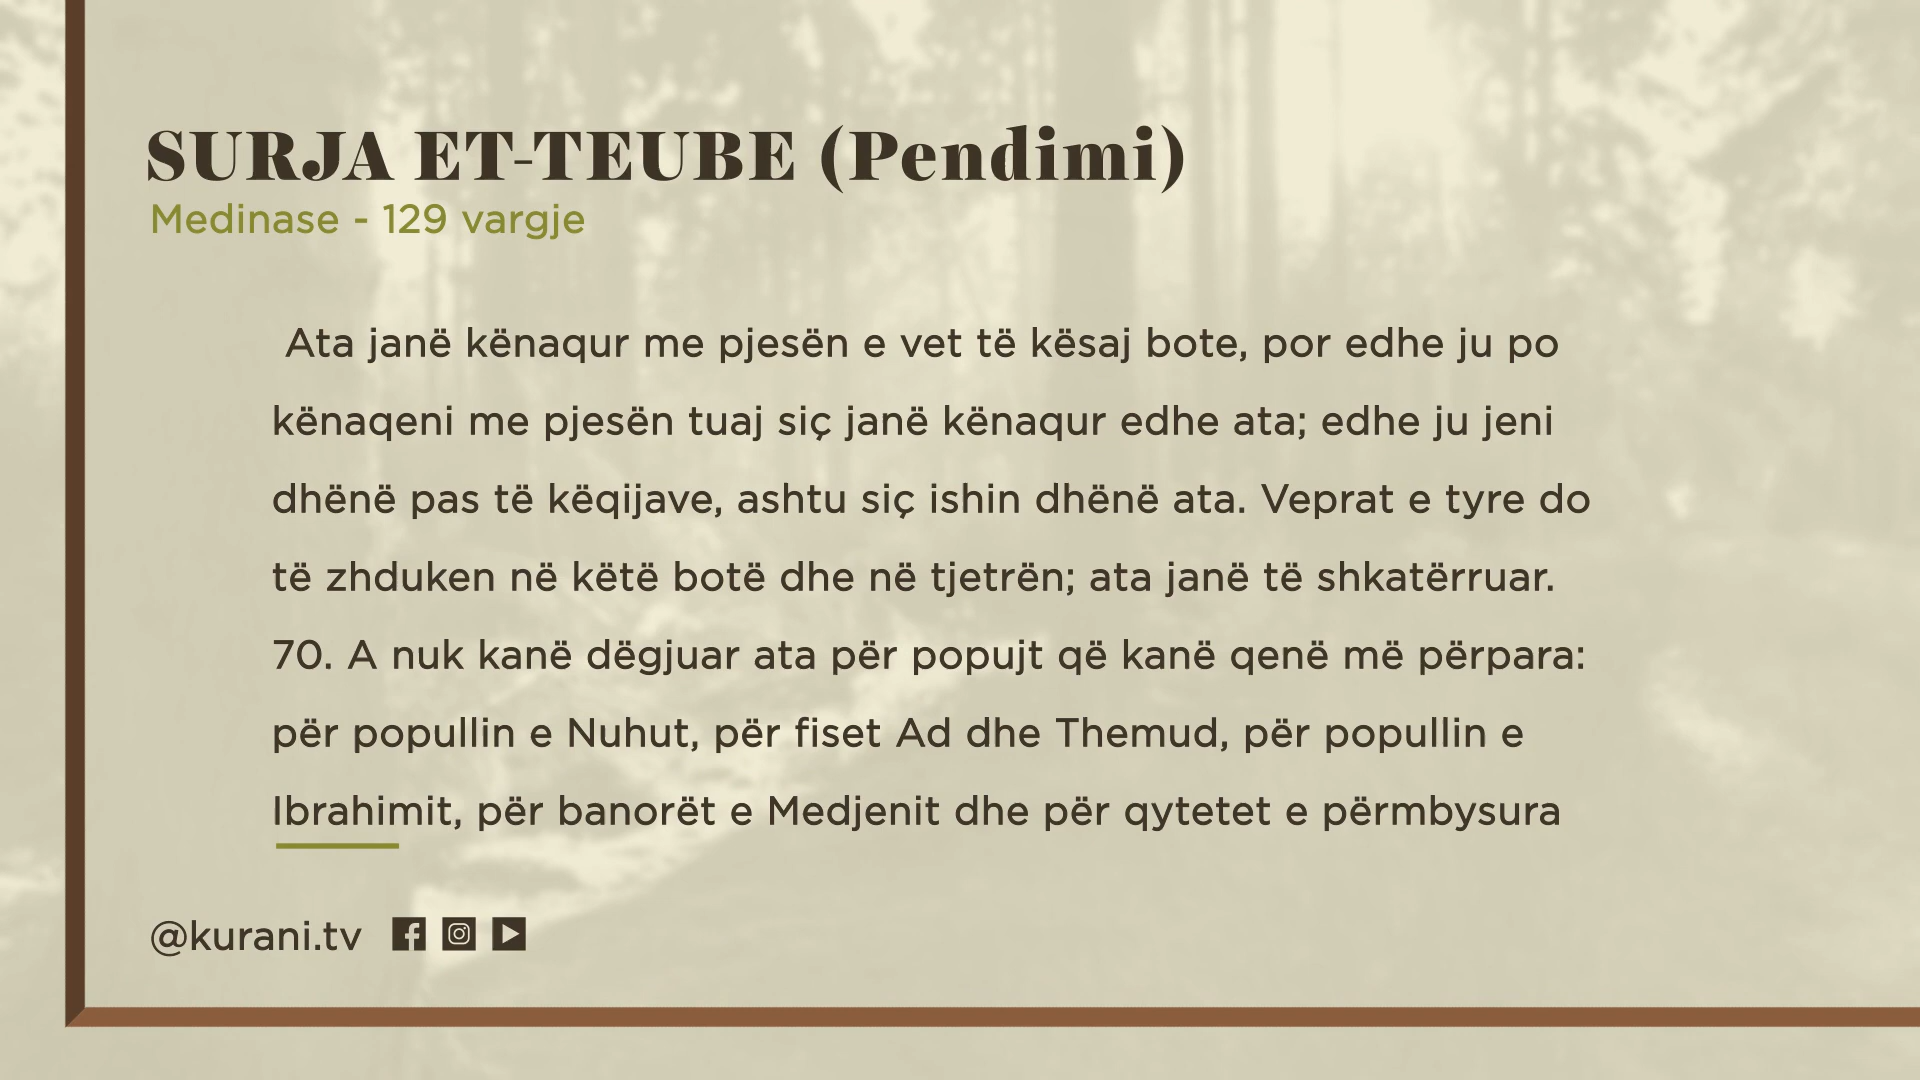 SURJA ET-TEUBE (Pendimi)
Medinase - 129 vargje
Ata janë kënaqur me pjesën e vet të kësaj bote, por edhe ju po
kënaqeni me pjesën tuaj siç janë kënaqur edhe ata; edhe ju jeni
dhënë pas të këqijave, ashtu siç ishin dhënë ata. Veprat e tyre do
të zhduken në këtë botë dhe në tjetrën; ata janë të shkatërruar.
70. A nuk kanë dëgjuar ata për popujt që kanë qenë më përpara:
për popullin e Nuhut, për fiset Ad dhe Themud, për popullin e
Ibrahimit, për banorët e Medjenit dhe për qytetet e përmbysura
@kurani.tv